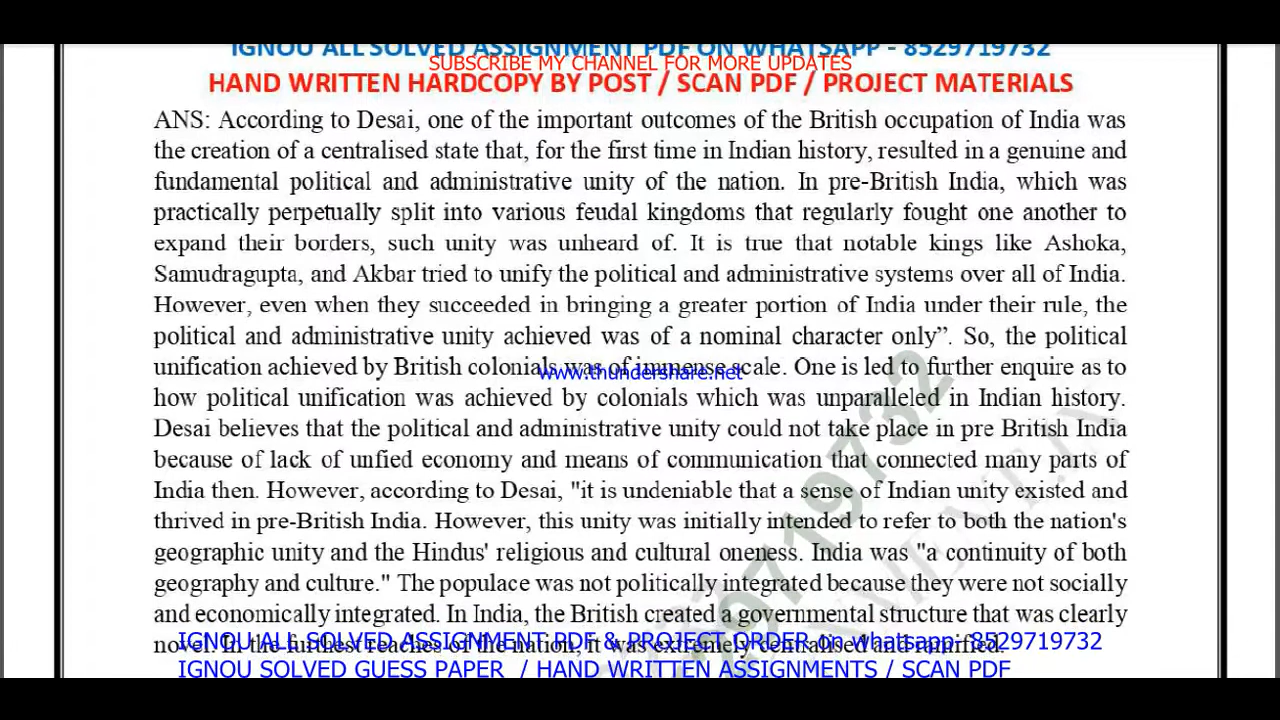 IGNOU ALL SOLVED ASSIGNMENT PDF ON WHATSAPP - 8529719732
SUBSCRIBE MY CHANNEL FOR MORE UPDATES
HAND WRITTEN HARDCOPY BY POST / SCAN PDF / PROJECT MATERIALS
ANS: According to Desai, one of the important outcomes of the British occupation of India was
the creation of a centralised state that, for the first time in Indian history, resulted in a genuine and
fundamental political and administrative unity of the nation. In pre-British India, which was
practically perpetually split into various feudal kingdoms that regularly fought one another to
expand their borders, such unity was unheard of. It is true that notable kings like Ashoka,
Samudragupta, and Akbar tried to unify the political and administrative systems over all of India.
However, even when they succeeded in bringing a greater portion of India under their rule, the
political and administrative unity achieved was of a nominal character only”. So, the political
unification achieved by British colonials was of immense scale. One is led to further enquire as to
www.thundershare.net
how political unification was achieved by colonials which was unparalleled in Indian history.
Desai believes that the political and administrative unity could not take place in pre British India
because of lack of unfied economy and means of communication that connected many parts of
India then. However, according to Desai, "it is undeniable that a sense of Indian unity existed and
thrived in pre-British India. However, this unity was initially intended to refer to both the nation's
geographic unity and the Hindus' religious and cultural oneness. India was "a continuity of both
geography and culture." The populace was not politically integrated because they were not socially
and economically integrated. In India, the British created a governmental structure that was clearly
novel. In the furthest reaches of the nation, it was extremely centralised and ramified.
IGNOU ALL SOLVED ASSIGNMENT PDF & PROJECT ORDER on whatsapp- 8529719732
IGNOU SOLVED GUESS PAPER / HAND WRITTEN ASSIGNMENTS / SCAN PDF